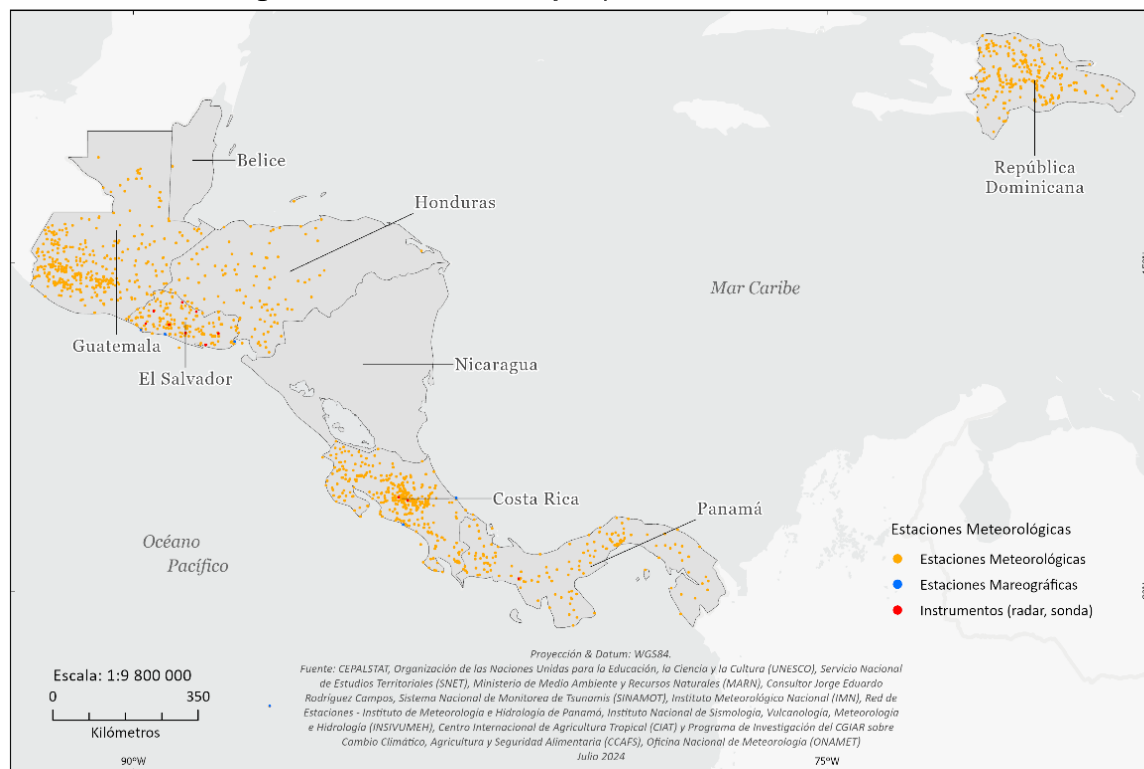 Belice
República
Dominicana
Honduras
Mar Caribe
Guatemala
El Salvador
Nicaragua
Costa Rica
Panamá
Océano
Pacífico
Estaciones Meteorológicas
Estaciones Meteorológicas
Estaciones Mareográficas
Instrumentos (radar, sonda)
Escala: 1:9 800 000
0 350
Kilómetros
Proyección & Datum: WGS84.
Fuente: CEPALSTAT, Organización de las Naciones Unidas para la Educación, la Ciencia y la Cultura (UNESCO), Servicio Nacional
de Estudios Territoriales (SNET), Ministerio de Medio Ambiente y Recursos Naturales (MARN), Consultor Jorge Eduardo
Rodríguez Campos, Sistema Nacional de Monitoreo de Tsunamis (SINAMOT), Instituto Meteorológico Nacional (IMN), Red de
Estaciones - Instituto de Meteorología e Hidrología de Panamá, Instituto Nacional de Sismologia, Vulcanologia, Meteorologia
e Hidrologia (INSIVUMEH), Centro Internacional de Agricultura Tropical (CIAT) y Programa de Investigación del CGIAR sobre
Cambio Climático, Agricultura y Seguridad Alimentaria (CCAFS), Oficina Nacional de Meteorología (ONAMET)
Julio 2024
90°W
75°W